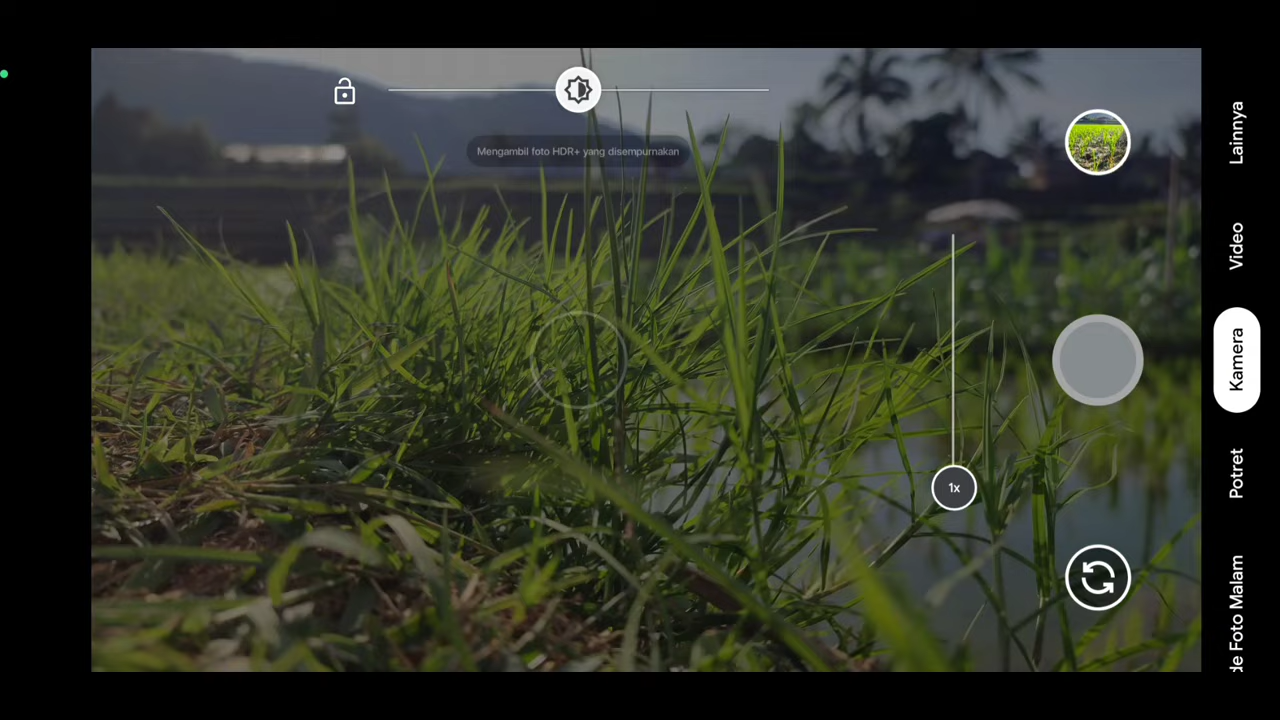 Mengambil foto HDR+ yang disempurnakan
1x
Lainnya
Video
Kamera
Potret
de Foto Malam